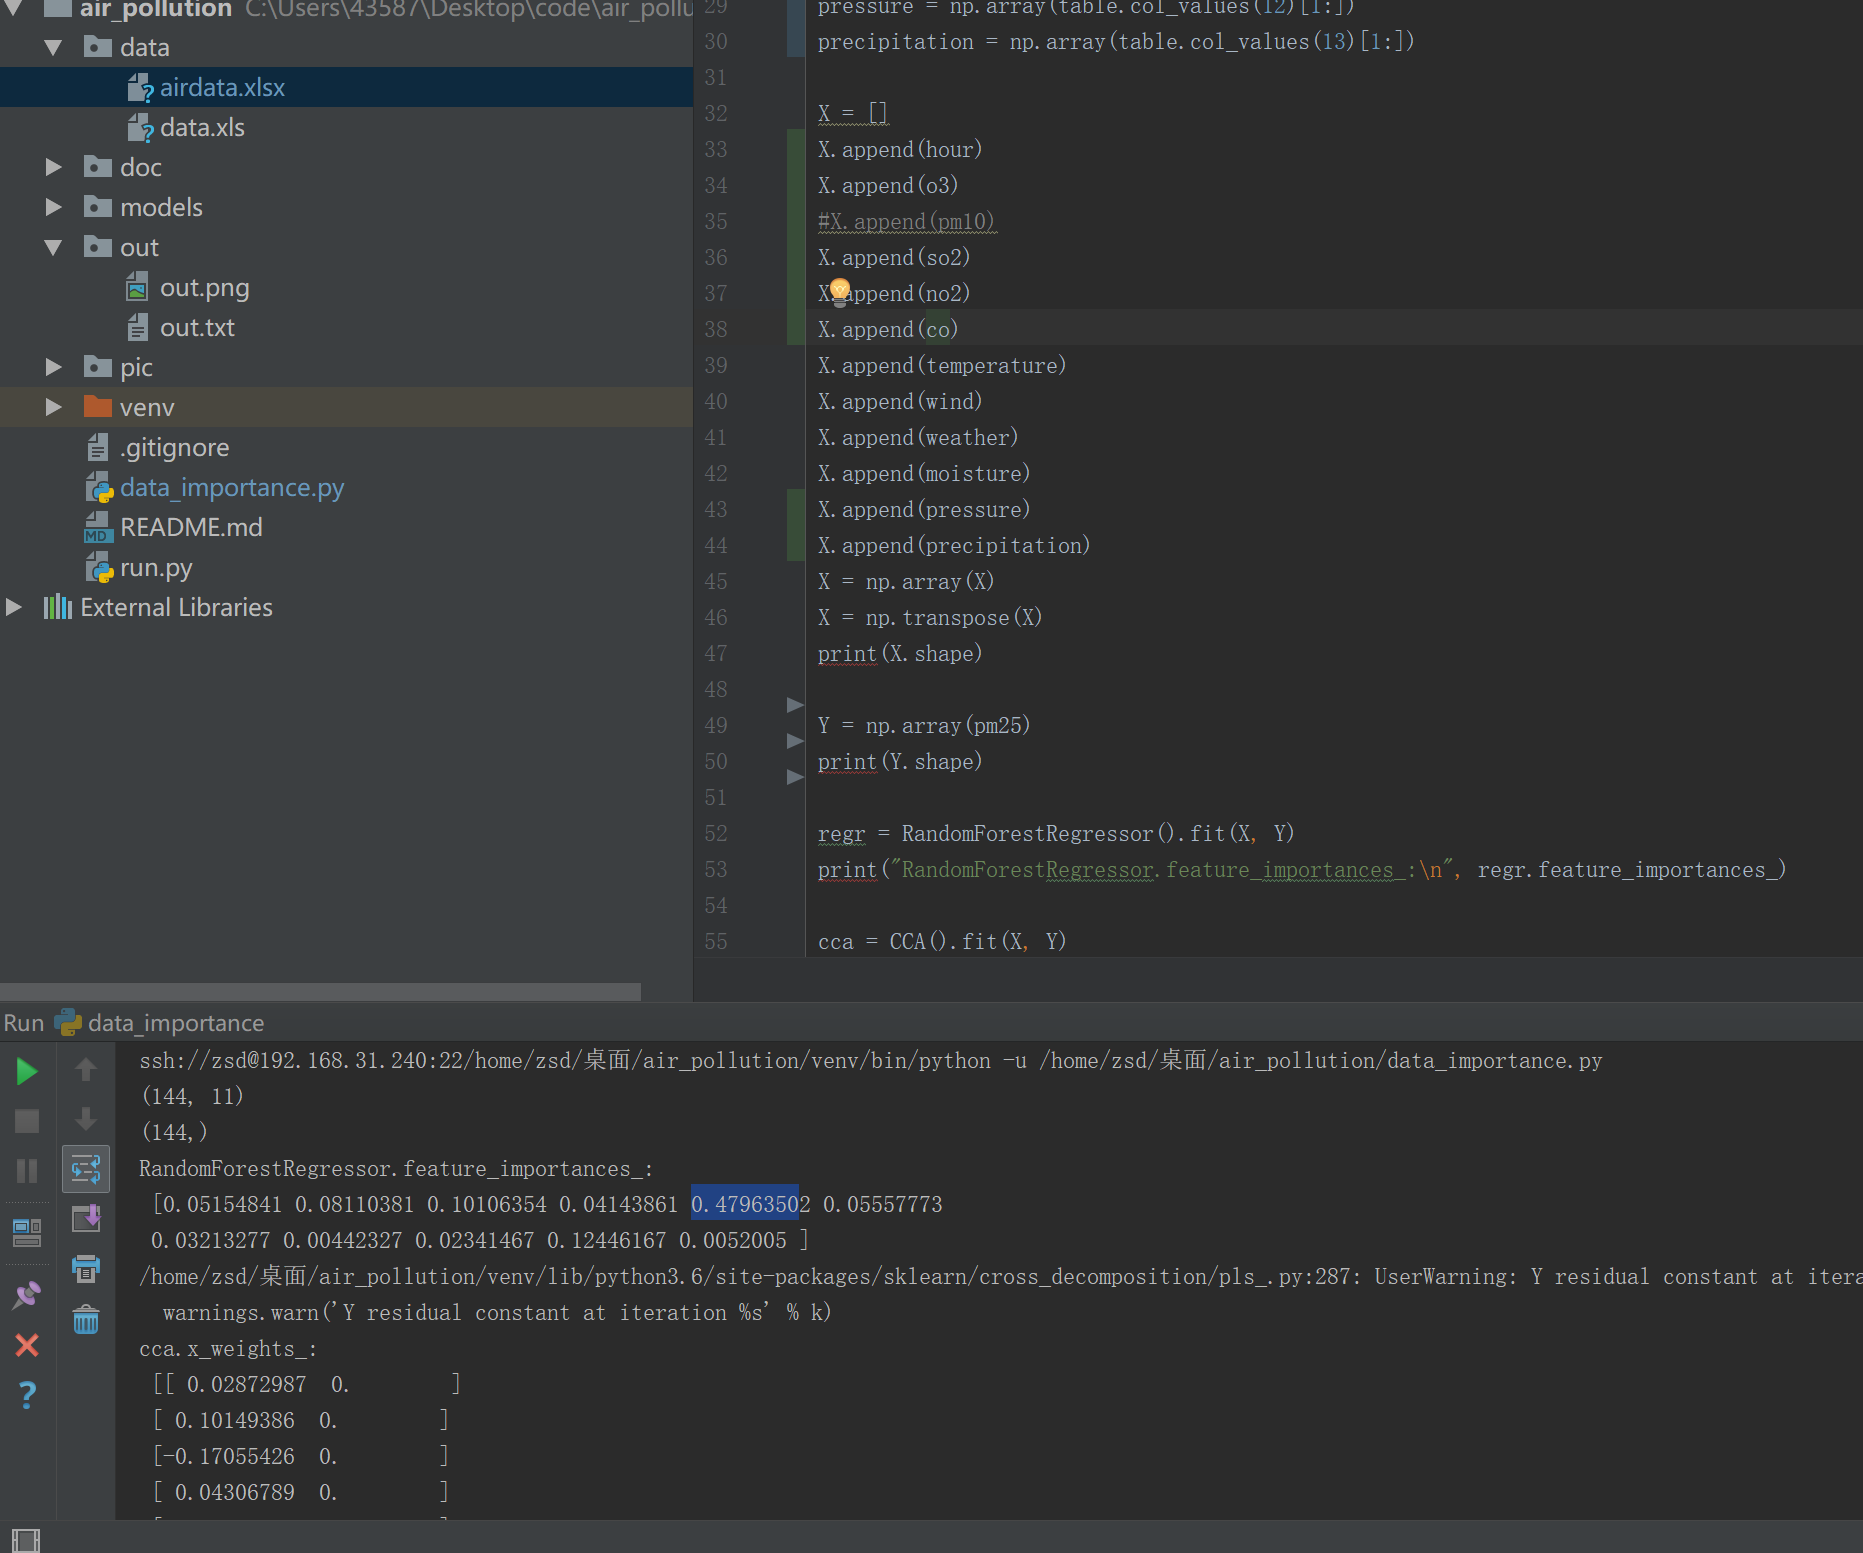 air_pollution C:\Users\43587\Desktop\code\air_pollu
data
airdata.xlsx
data.xls
doc
models
out
out.png
out.txt
pic
venv
.gitignore
data_importance.py
README.md
run.py
External Libraries
29 pressure = np.array(table.col_values(12)[1:])
30 precipitation = np.array(table.col_values(13)[1:])
31
32 X = []
33 X.append(hour)
34 X.append(o3)
35 #X.append(pm10)
36 X.append(so2)
37 X.append(no2)
38 X.append(co)
39 X.append(temperature)
40 X.append(wind)
41 X.append(weather)
42 X.append(moisture)
43 X.append(pressure)
44 X.append(precipitation)
45 X = np.array(X)
46 X = np.transpose(X)
47 print(X.shape)
48
49 Y = np.array(pm25)
50 print(Y.shape)
51
52 regr = RandomForestRegressor().fit(X, Y)
53 print("RandomForestRegressor.feature_importances_:\n", regr.feature_importances_)
54
55 cca = CCA().fit(X, Y)
Run data_importance
ssh://zsd@192.168.31.240:22/home/zsd/桌面/air_pollution/venv/bin/python -u /home/zsd/桌面/air_pollution/data_importance.py
(144, 11)
(144,)
RandomForestRegressor.feature_importances_:
[0.05154841 0.08110381 0.10106354 0.04143861 0.47963502 0.05557773
0.03213277 0.00442327 0.02341467 0.12446167 0.0052005 ]
/home/zsd/桌面/air_pollution/venv/lib/python3.6/site-packages/sklearn/cross_decomposition/pls_.py:287: UserWarning: Y residual constant at itera
warnings.warn('Y residual constant at iteration %s' % k)
cca.x_weights_:
[[ 0.02872987 0. ]
[ 0.10149386 0. ]
[-0.17055426 0. ]
[ 0.04306789 0. ]